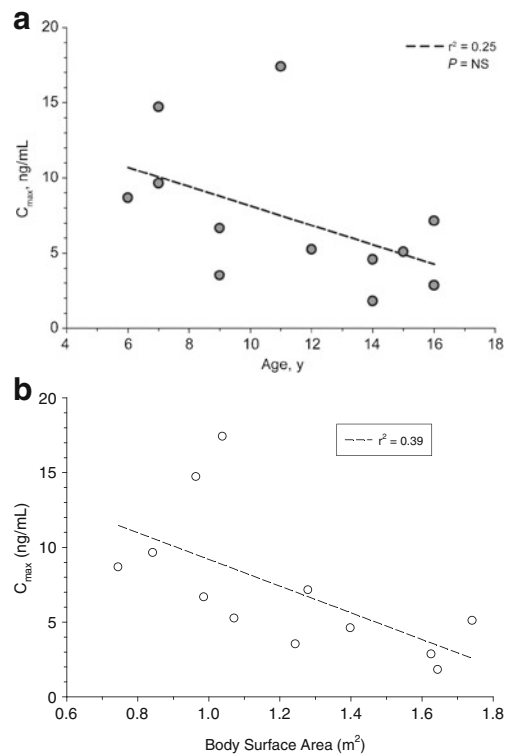 a
20
15
10
5
0
C_max, ng/mL
r² = 0.25
P = NS
4 6 8 10 12 14 16 18
Age, y
b
20
15
10
5
0
C_max (ng/mL)
r² = 0.39
0.6 0.8 1.0 1.2 1.4 1.6 1.8
Body Surface Area (m²)